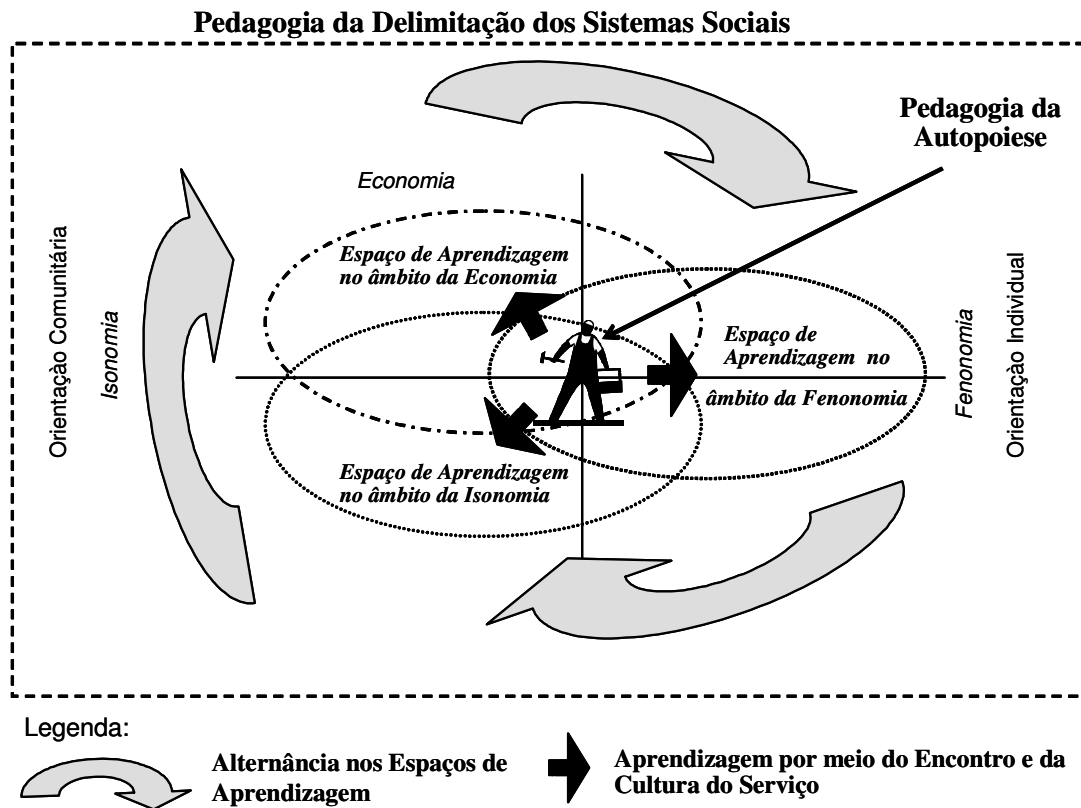 Pedagogia da Delimitação dos Sistemas Sociais
Pedagogia da
Autopoiese
Economia
Orientação Comunitária
Isonomia
Espaço de Aprendizagem
no âmbito da Economia
Espaço de
Aprendizagem no
âmbito da Fenonomia
Fenonomia
Orientação Individual
Espaço de Aprendizagem
no âmbito da Isonomia
Legenda:
Alternância nos Espaços de
Aprendizagem
Aprendizagem por meio do Encontro e da
Cultura do Serviço